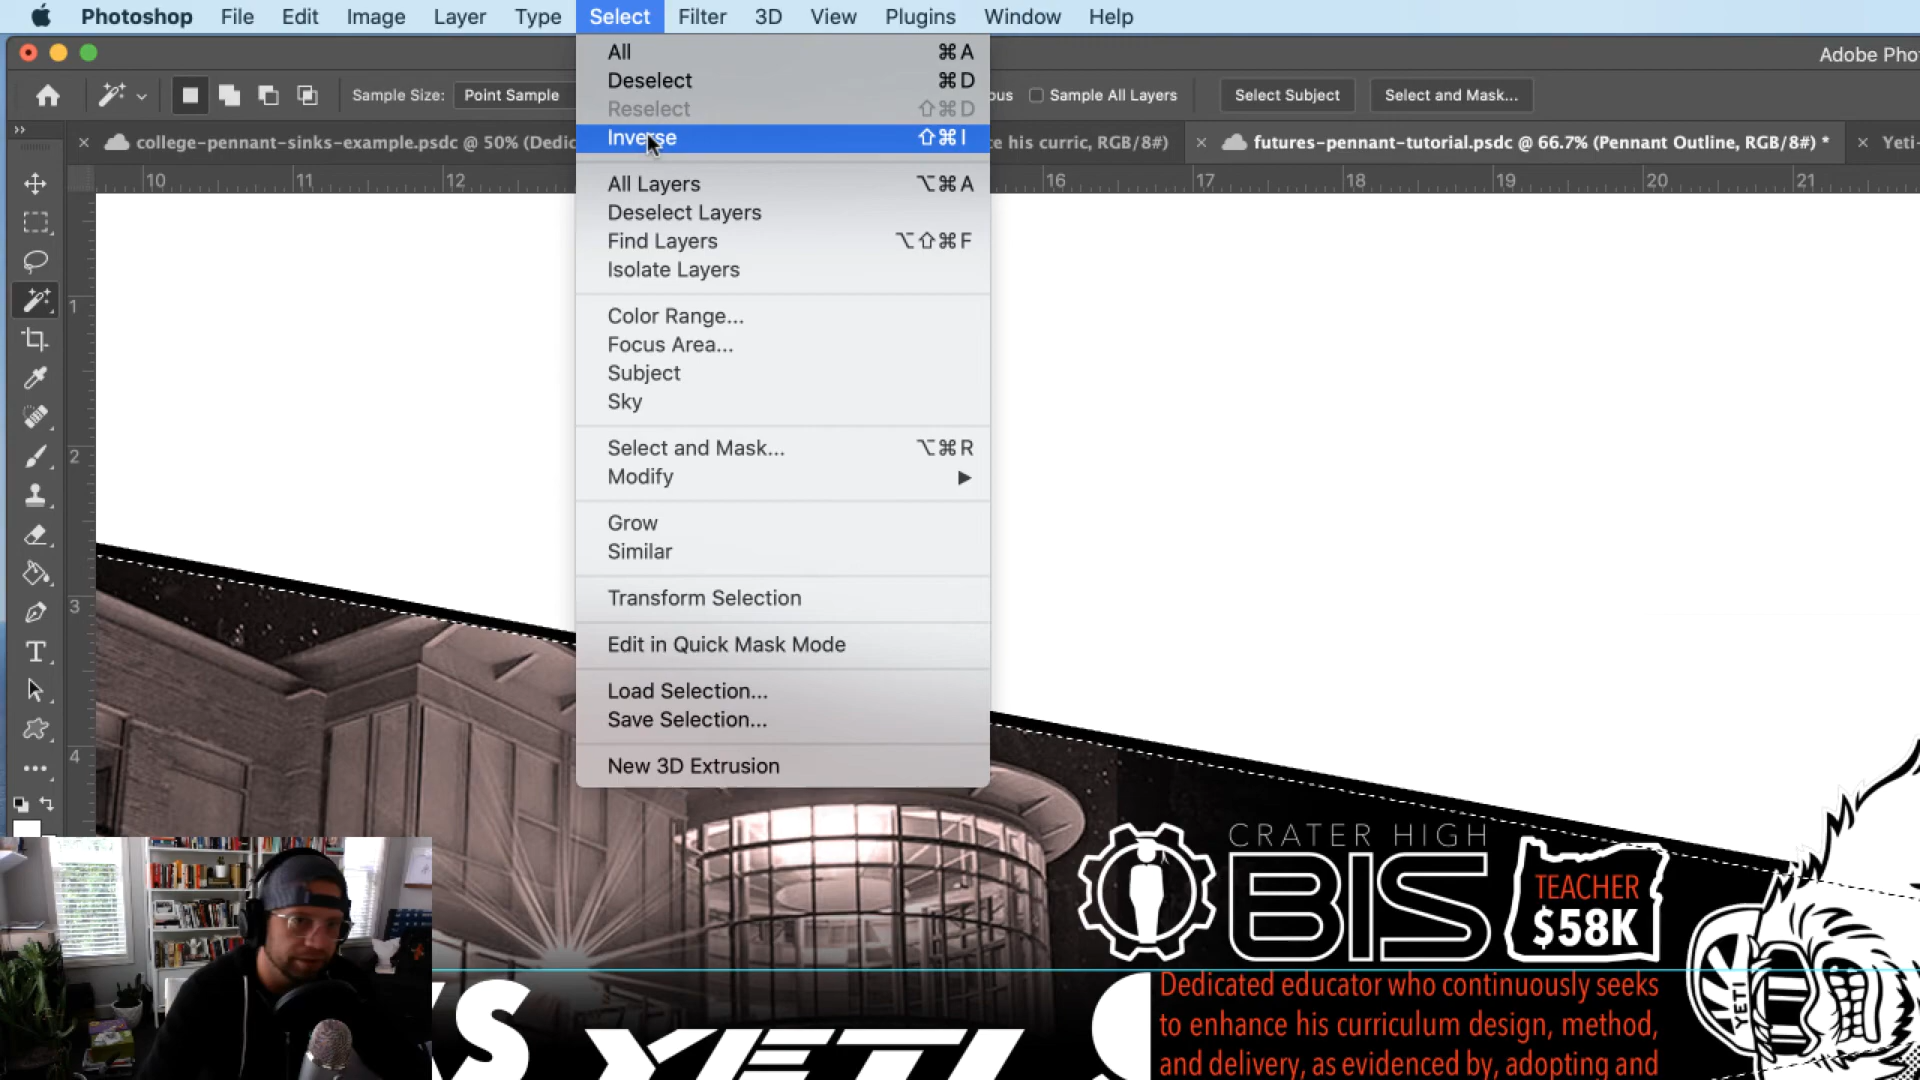 Photoshop File Edit Image Layer Type Select Filter 3D View Plugins Window Help
Adobe Pho
Sample Size: Point Sample ous Sample All Layers Select Subject Select and Mask...
college-pennant-sinks-example.psdc @ 50% (Dedic e his curric, RGB/8#) futures-pennant-tutorial.psdc @ 66.7% (Pennant Outline, RGB/8#) * Yeti-
10 11 12 16 17 18 19 20 21
1
2
3
4
All ⌘A
Deselect ⌘D
Reselect ⇧⌘D
Inverse ⇧⌘I
All Layers ⌥⌘A
Deselect Layers
Find Layers ⌥⇧⌘F
Isolate Layers
Color Range...
Focus Area...
Subject
Sky
Select and Mask... ⌥⌘R
Modify ▶
Grow
Similar
Transform Selection
Edit in Quick Mask Mode
Load Selection...
Save Selection...
New 3D Extrusion
CRATER HIGH
BIS
TEACHER
$58K
Dedicated educator who continuously seeks
to enhance his curriculum design, method,
and delivery, as evidenced by, adopting and
YETI
S YETI